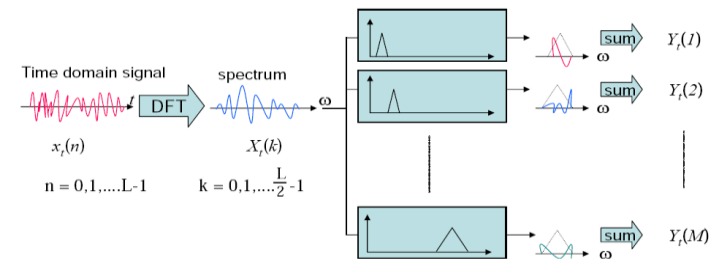 Time domain signal
t
DFT
spectrum
ω
x_t(n)
X_t(k)
n = 0,1,....L-1
k = 0,1,....L/2-1
ω
sum
Y_t(1)
ω
sum
Y_t(2)
ω
sum
Y_t(M)